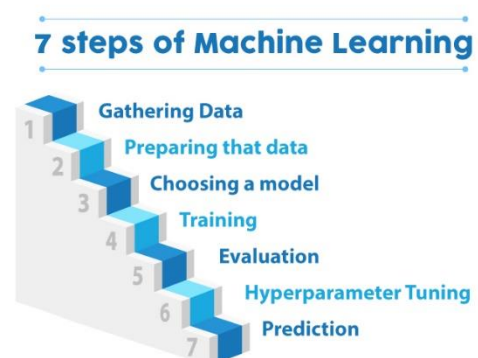 7 steps of Machine Learning
1 Gathering Data
2 Preparing that data
3 Choosing a model
4 Training
5 Evaluation
6 Hyperparameter Tuning
7 Prediction